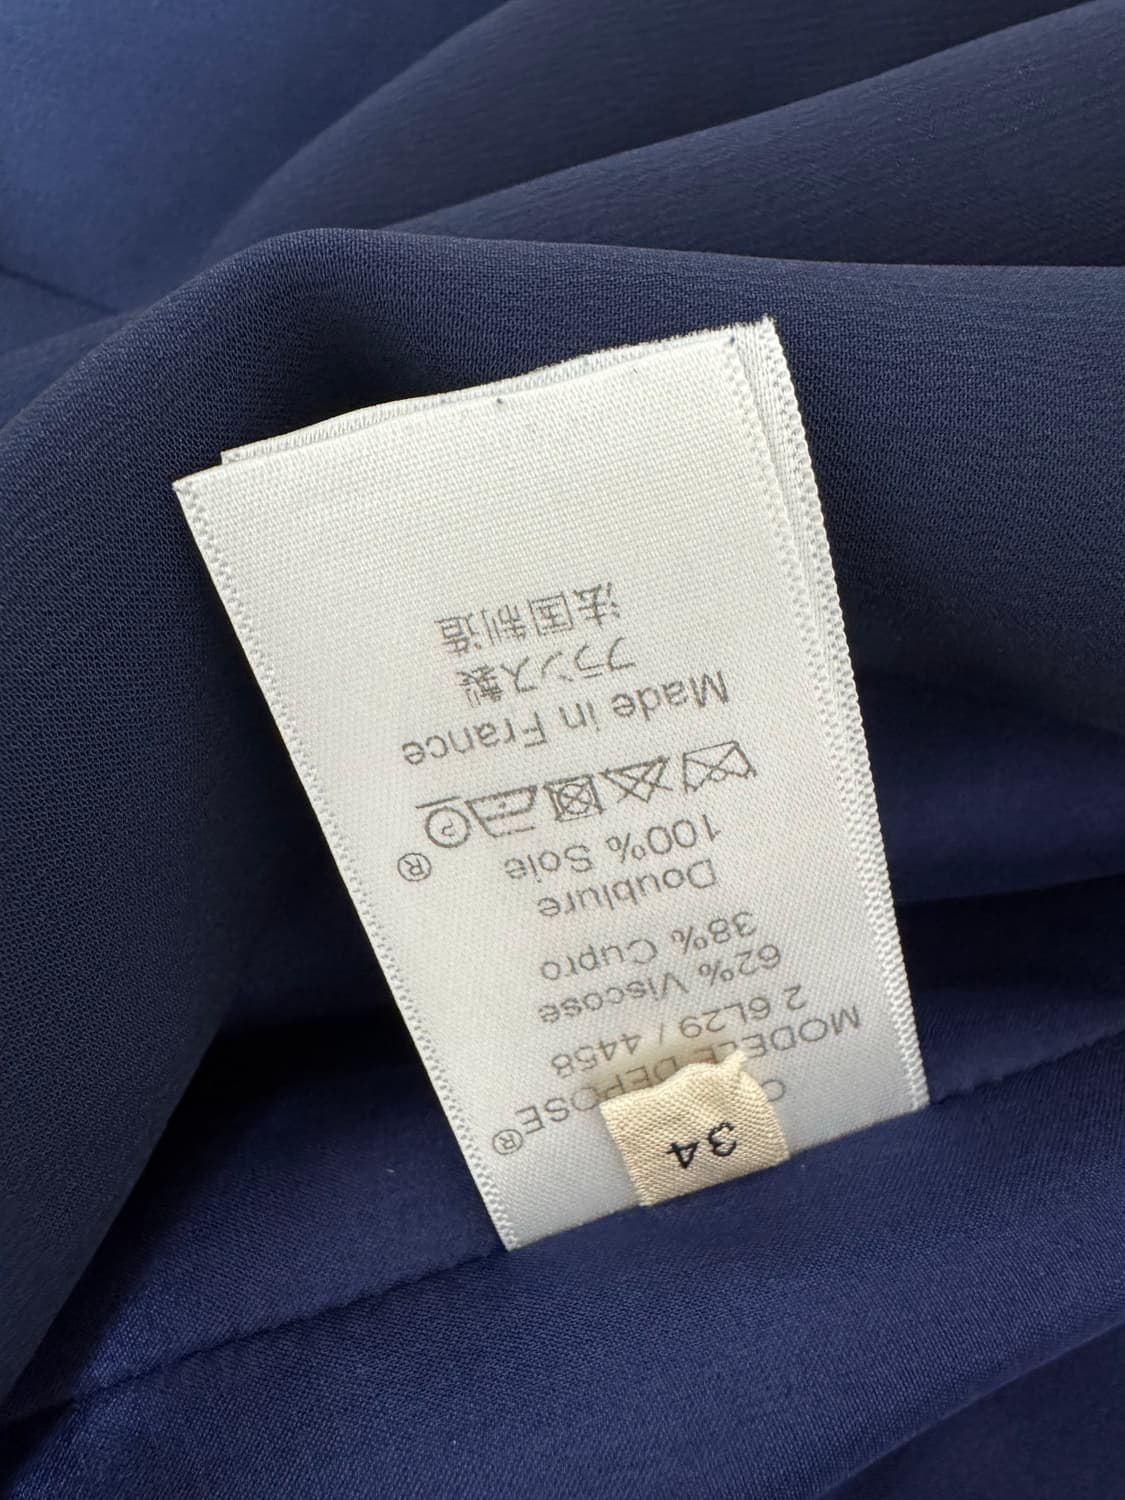 34
MODELE DEPOSE®
2 6L29 / 4458
62% Viscose
38% Cupro
Doublure
100% Soie
P ®
Made in France
フランス製
法国制造